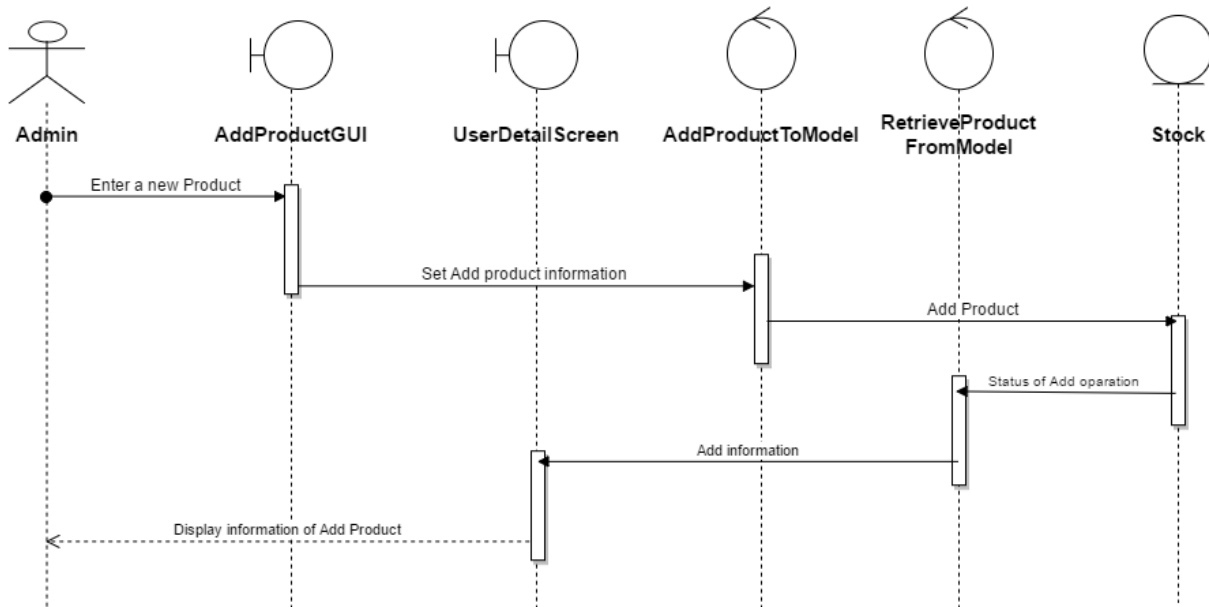 Admin
AddProductGUI
UserDetailScreen
AddProductToModel
RetrieveProduct
FromModel
Stock
Enter a new Product
Set Add product information
Add Product
Status of Add oparation
Add information
Display information of Add Product